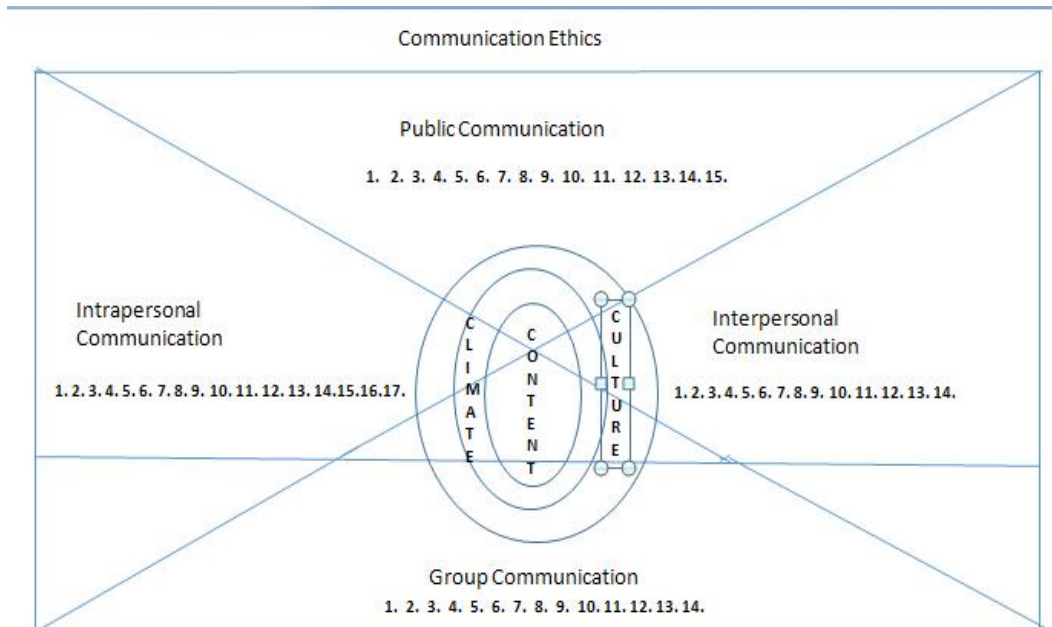 Communication Ethics
Public Communication
1. 2. 3. 4. 5. 6. 7. 8. 9. 10. 11. 12. 13. 14. 15.
Intrapersonal
Communication
1. 2. 3. 4. 5. 6. 7. 8. 9. 10. 11. 12. 13. 14. 15. 16. 17.
CLIMATE
CONTENT
CULTURE
Interpersonal
Communication
1. 2. 3. 4. 5. 6. 7. 8. 9. 10. 11. 12. 13. 14.
Group Communication
1. 2. 3. 4. 5. 6. 7. 8. 9. 10. 11. 12. 13. 14.